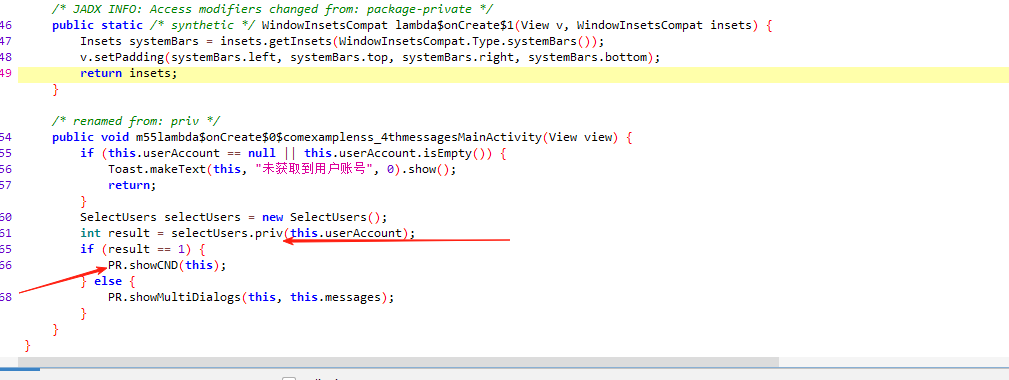 /* JADX INFO: Access modifiers changed from: package-private */
46 public static /* synthetic */ WindowInsetsCompat lambda$onCreate$1(View v, WindowInsetsCompat insets) {
47 Insets systemBars = insets.getInsets(WindowInsetsCompat.Type.systemBars());
48 v.setPadding(systemBars.left, systemBars.top, systemBars.right, systemBars.bottom);
49 return insets;
}
/* renamed from: priv */
54 public void m55lambda$onCreate$0$comexamplenss_4thmessagesMainActivity(View view) {
55 if (this.userAccount == null || this.userAccount.isEmpty()) {
56 Toast.makeText(this, "未获取到用户账号", 0).show();
57 return;
}
60 SelectUsers selectUsers = new SelectUsers();
61 int result = selectUsers.priv(this.userAccount);
65 if (result == 1) {
66 PR.showCND(this);
} else {
68 PR.showMultiDialogs(this, this.messages);
}
}
}